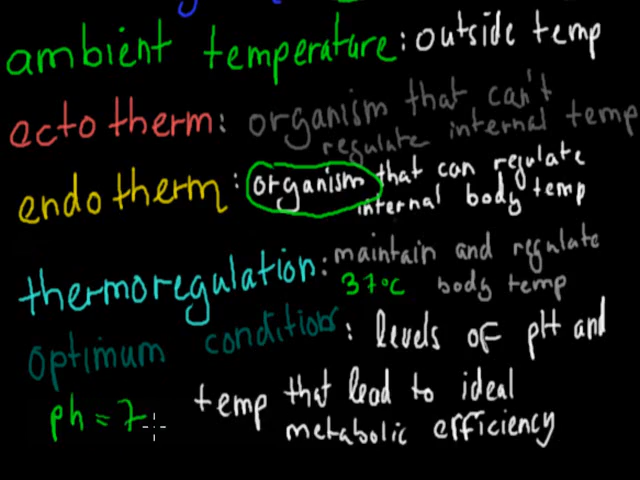 ambient temperature: outside temp
actotherm: organism that can't
regulate internal temp
endotherm: organism that can regulate
internal body temp
thermoregulation: maintain and regulate
37°C body temp
optimum conditions: levels of pH and
ph = 7 temp that lead to ideal
metabolic efficiency